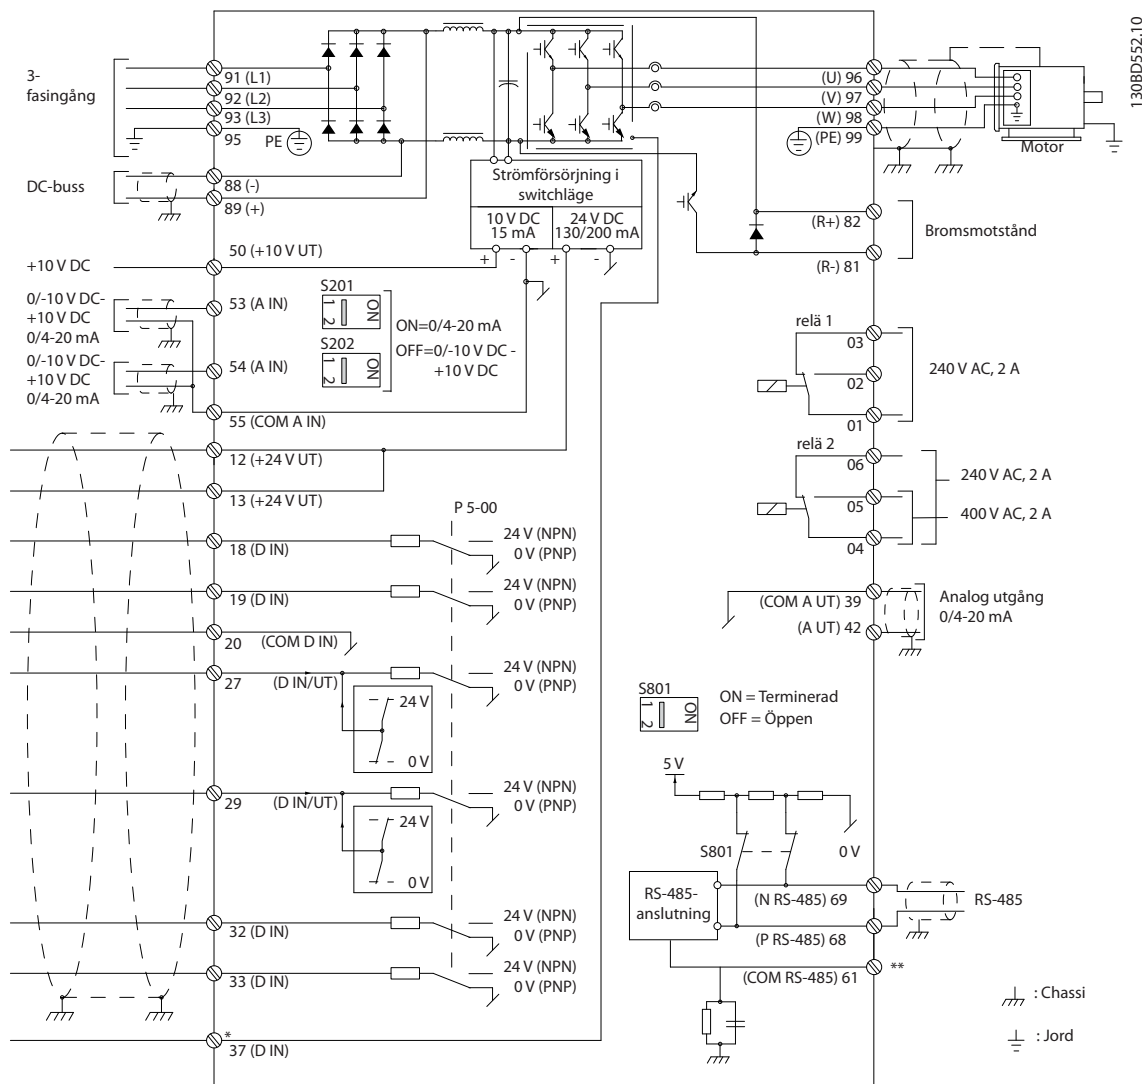 130BD552.10
3-
fasingång
91 (L1)
92 (L2)
93 (L3)
95
PE
(U) 96
(V) 97
(W) 98
(PE) 99
Motor
DC-buss
88 (-)
89 (+)
Strömförsörjning i
switchläge
10 V DC
15 mA
24 V DC
130/200 mA
+ - + -
(R+) 82
(R-) 81
Bromsmotstånd
+10 V DC
50 (+10 V UT)
0/-10 V DC-
+10 V DC
0/4-20 mA
53 (A IN)
0/-10 V DC-
+10 V DC
0/4-20 mA
54 (A IN)
55 (COM A IN)
S201
1 2 ON
S202
1 2 ON
ON=0/4-20 mA
OFF=0/-10 V DC -
+10 V DC
relä 1
03
02
01
240 V AC, 2 A
relä 2
06
05
04
240 V AC, 2 A
400 V AC, 2 A
12 (+24 V UT)
13 (+24 V UT)
P 5-00
18 (D IN)
24 V (NPN)
0 V (PNP)
19 (D IN)
24 V (NPN)
0 V (PNP)
20 (COM D IN)
27 (D IN/UT)
24 V (NPN)
0 V (PNP)
24 V
0 V
29 (D IN/UT)
24 V (NPN)
0 V (PNP)
24 V
0 V
32 (D IN)
24 V (NPN)
0 V (PNP)
33 (D IN)
24 V (NPN)
0 V (PNP)
*
37 (D IN)
(COM A UT) 39
(A UT) 42
Analog utgång
0/4-20 mA
S801
1 2 ON
ON = Terminerad
OFF = Öppen
5 V
S801
0 V
RS-485-
anslutning
(N RS-485) 69
(P RS-485) 68
RS-485
(COM RS-485) 61
**
: Chassi
: Jord